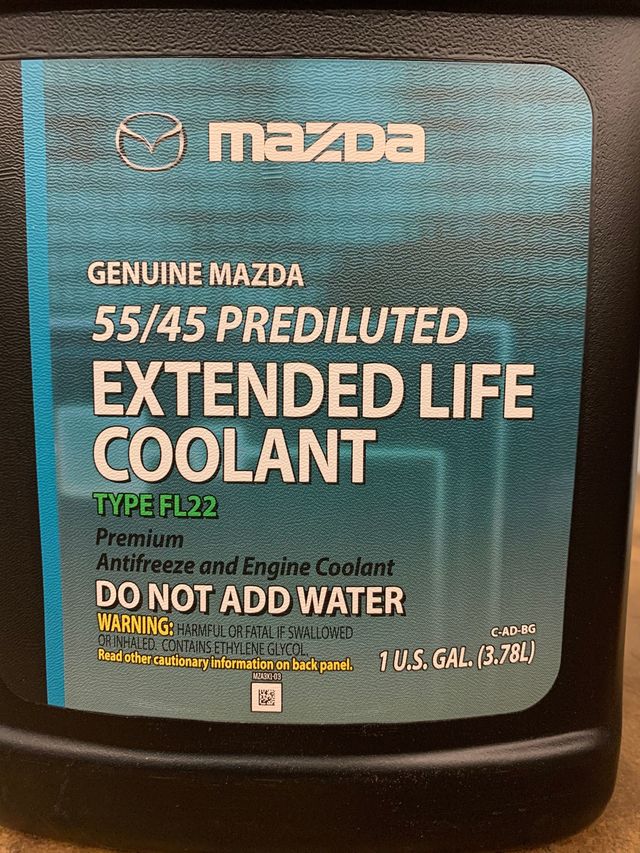 mazda
GENUINE MAZDA
55/45 PREDILUTED
EXTENDED LIFE
COOLANT
TYPE FL22
Premium
Antifreeze and Engine Coolant
DO NOT ADD WATER
WARNING: HARMFUL OR FATAL IF SWALLOWED
OR INHALED. CONTAINS ETHYLENE GLYCOL.
Read other cautionary information on back panel.
C-AD-BG
1 U.S. GAL. (3.78L)
MZA3KI-03